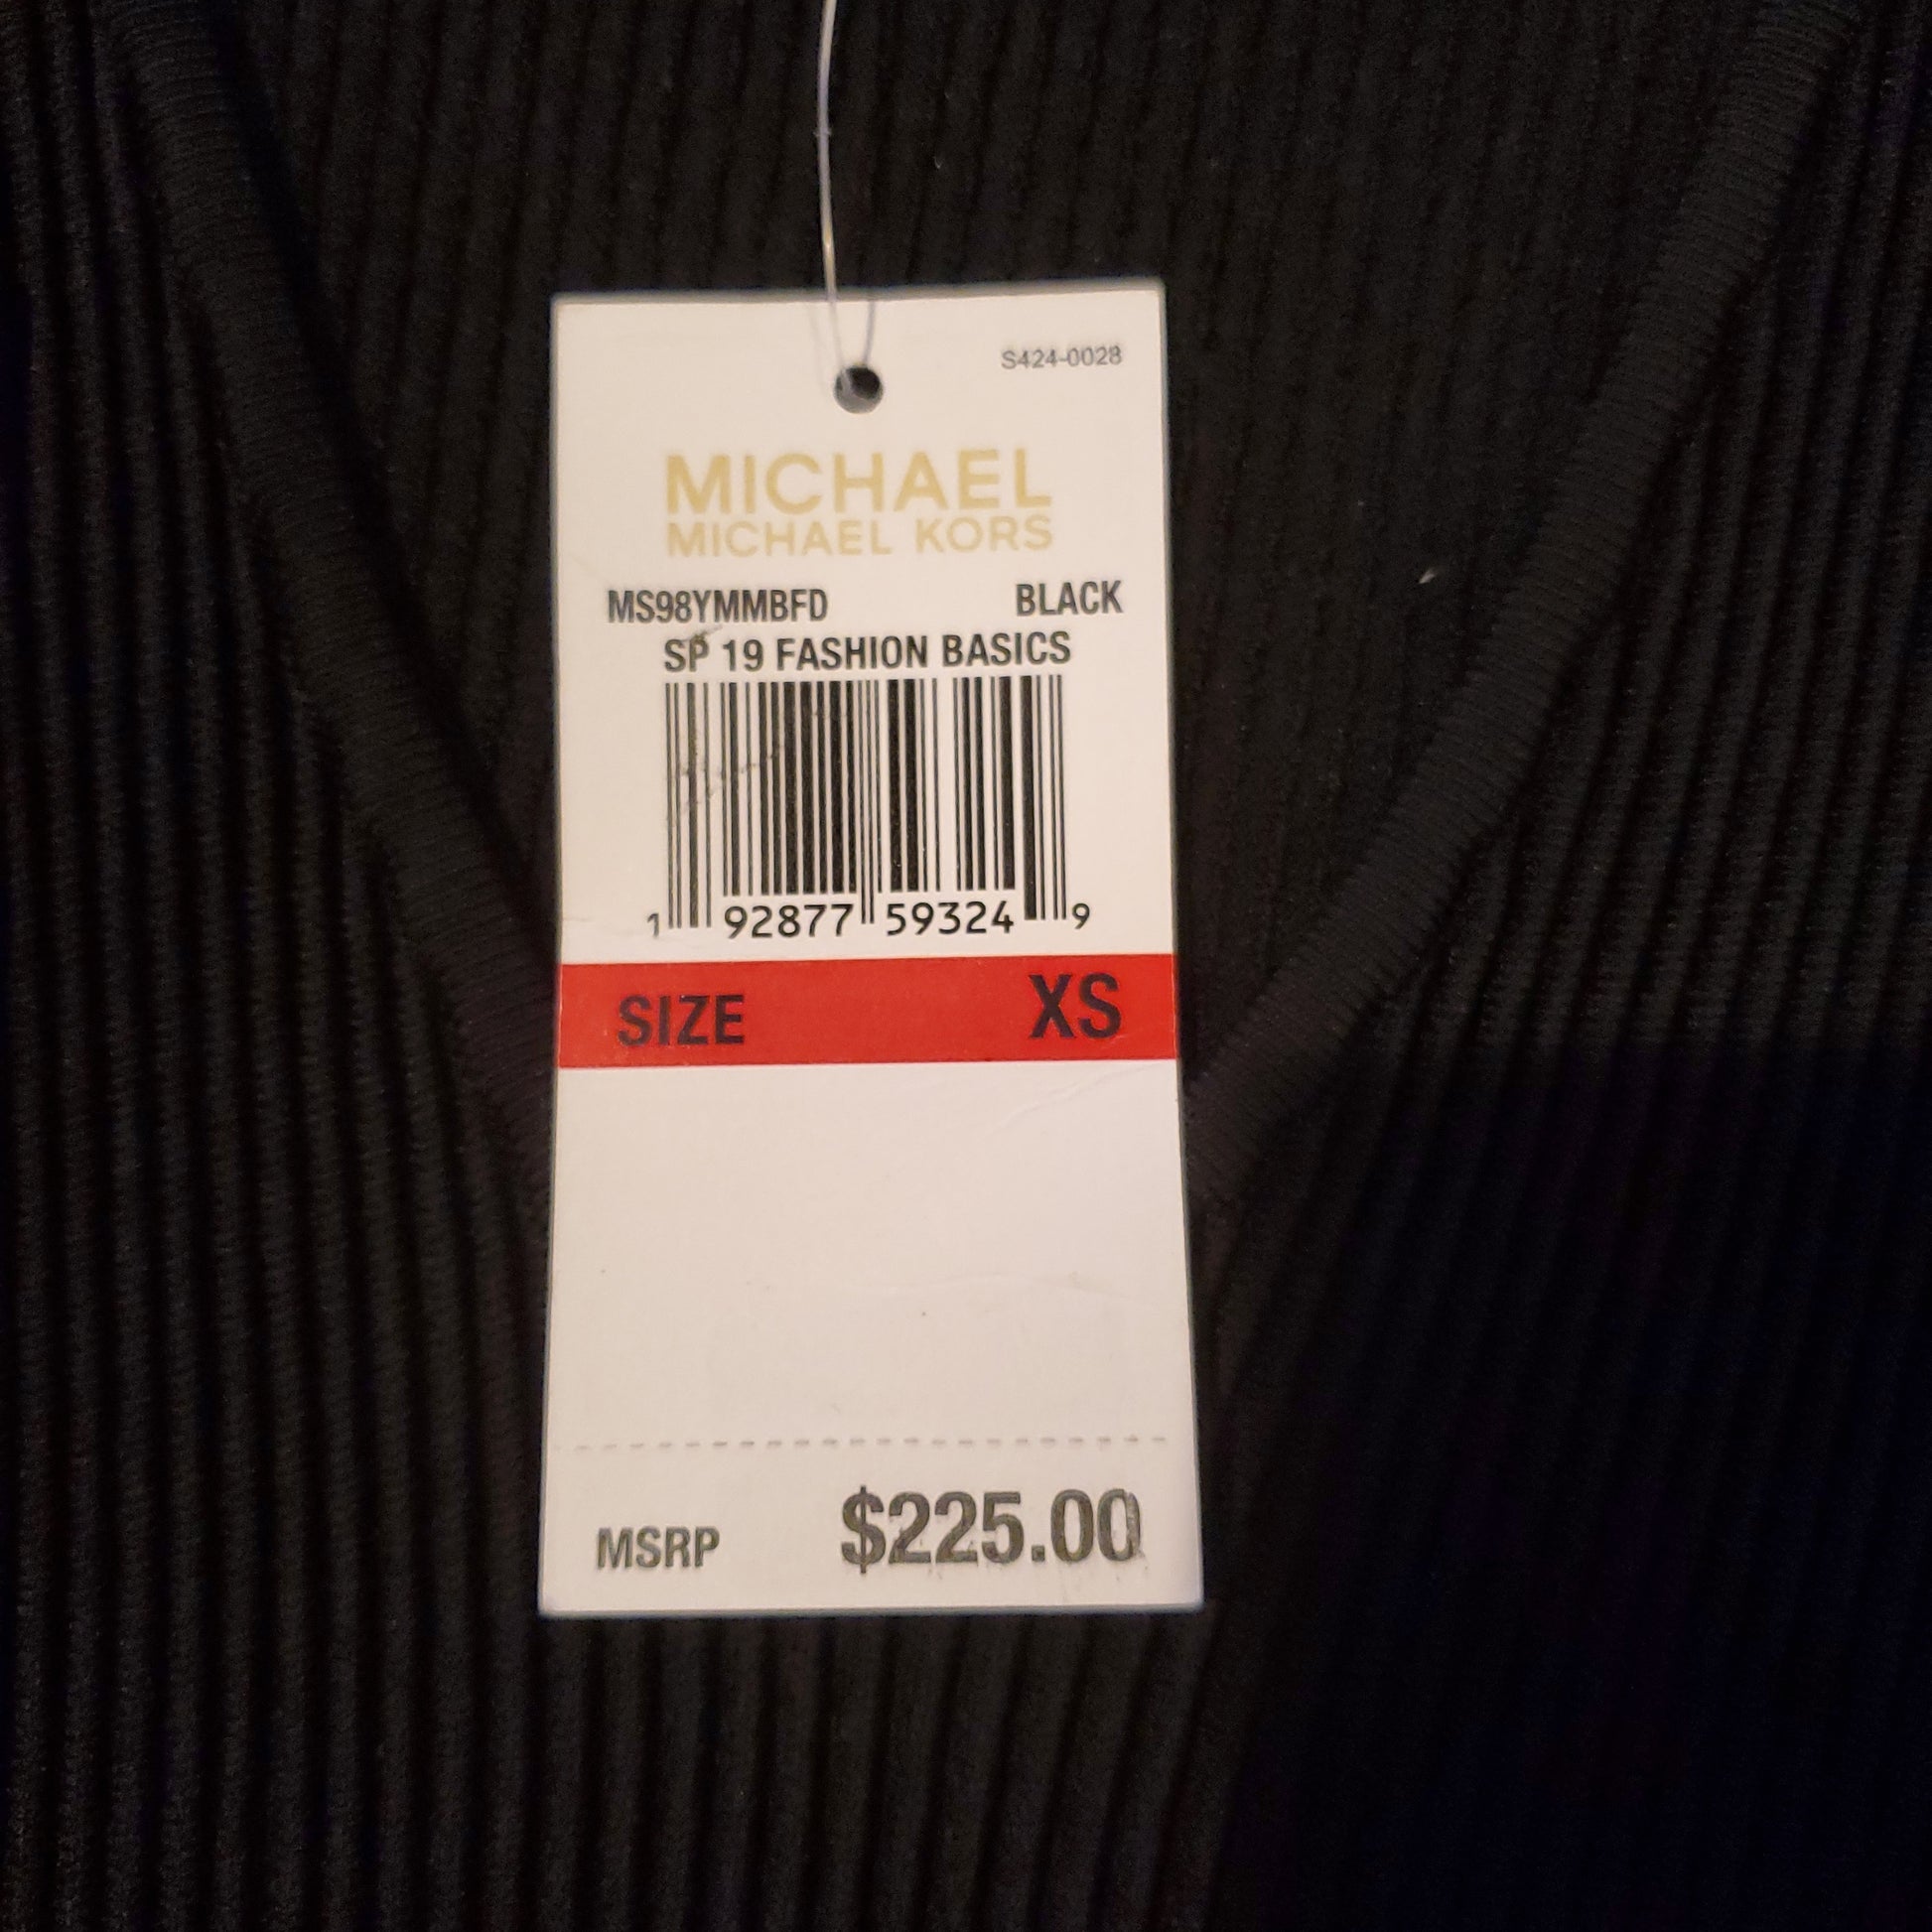 S424-0028
MICHAEL
MICHAEL KORS
MS98YMMBFD BLACK
SP 19 FASHION BASICS
1 92877 59324 9
SIZE XS
MSRP $225.00